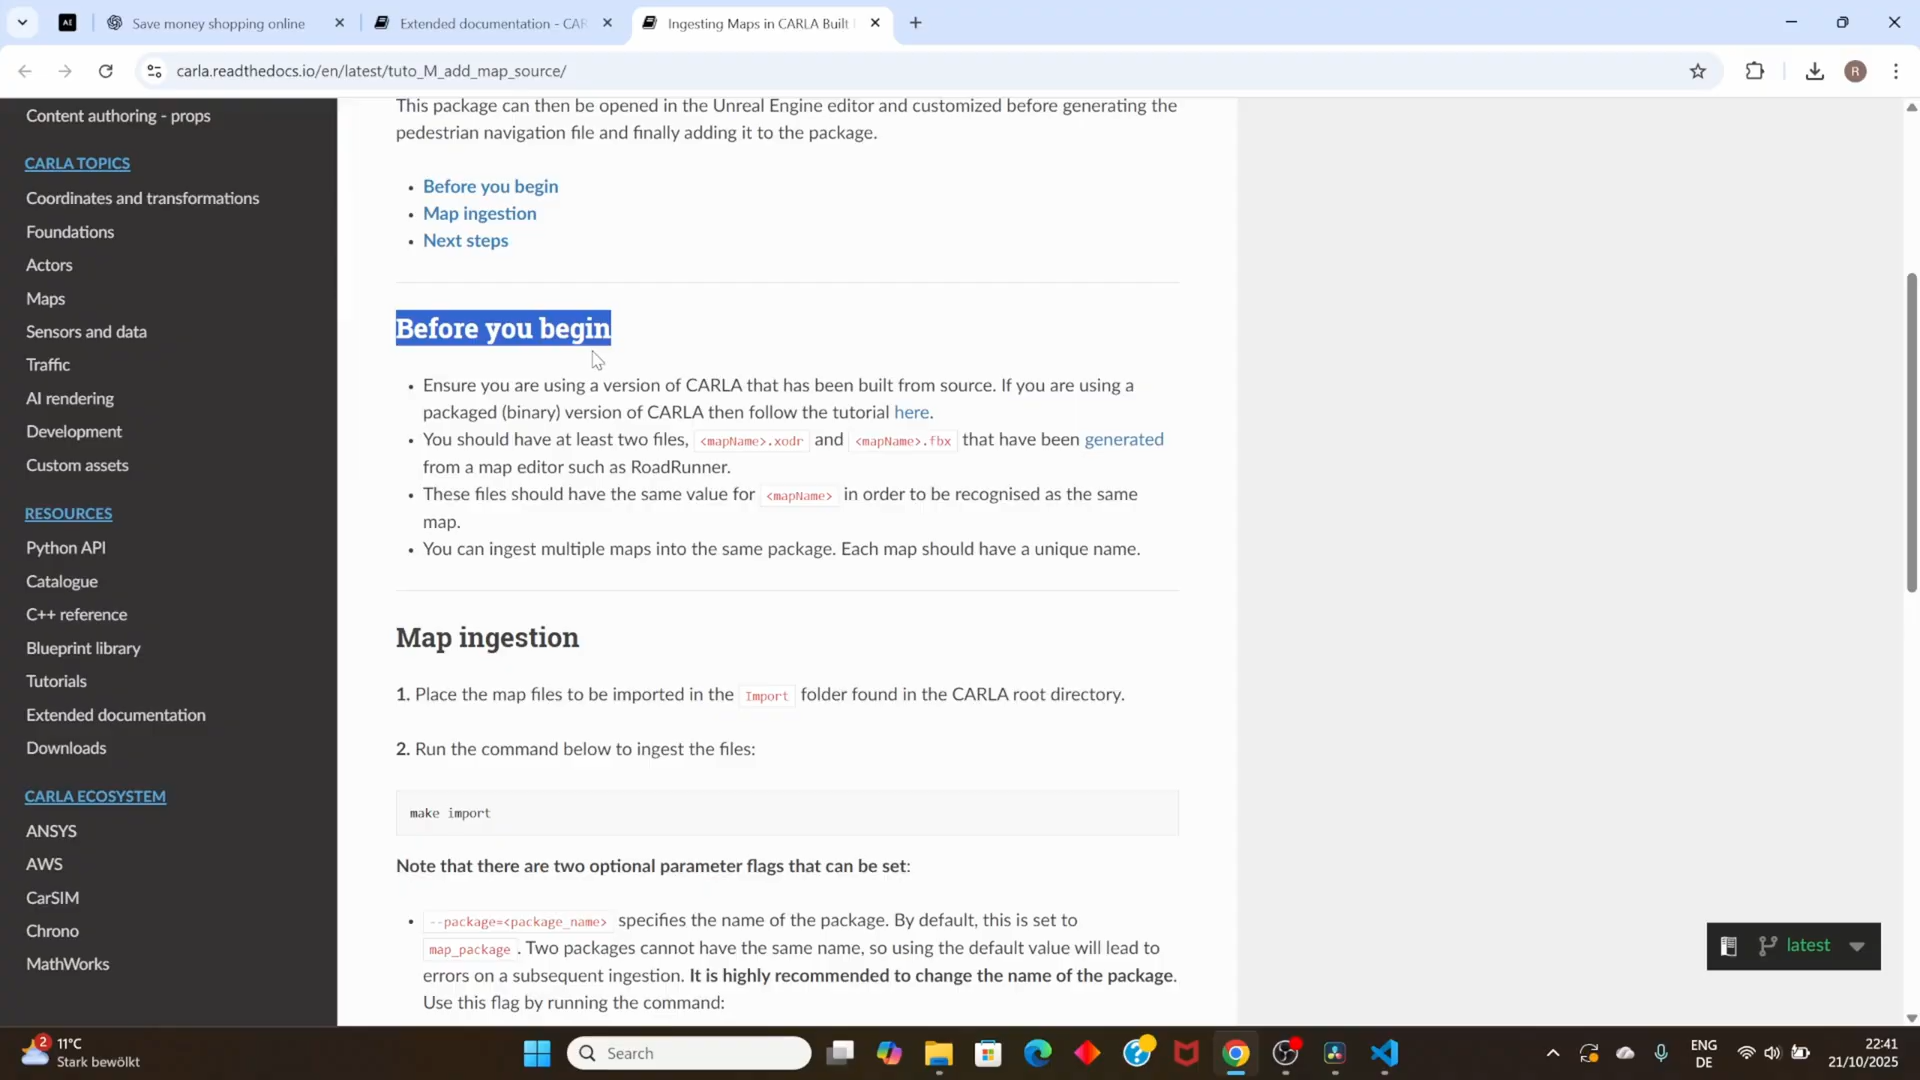 Save money shopping online
Extended documentation - CAR
Ingesting Maps in CARLA Built
carla.readthedocs.io/en/latest/tuto_M_add_map_source/
R
Content authoring - props
CARLA TOPICS
Coordinates and transformations
Foundations
Actors
Maps
Sensors and data
Traffic
AI rendering
Development
Custom assets
RESOURCES
Python API
Catalogue
C++ reference
Blueprint library
Tutorials
Extended documentation
Downloads
CARLA ECOSYSTEM
ANSYS
AWS
CarSIM
Chrono
MathWorks
This package can then be opened in the Unreal Engine editor and customized before generating the
pedestrian navigation file and finally adding it to the package.
• Before you begin
• Map ingestion
• Next steps
Before you begin
• Ensure you are using a version of CARLA that has been built from source. If you are using a
packaged (binary) version of CARLA then follow the tutorial here.
• You should have at least two files, <mapName>.xodr and <mapName>.fbx that have been generated
from a map editor such as RoadRunner.
• These files should have the same value for <mapName> in order to be recognised as the same
map.
• You can ingest multiple maps into the same package. Each map should have a unique name.
Map ingestion
1. Place the map files to be imported in the Import folder found in the CARLA root directory.
2. Run the command below to ingest the files:
make import
Note that there are two optional parameter flags that can be set:
• --package=<package_name> specifies the name of the package. By default, this is set to
map_package . Two packages cannot have the same name, so using the default value will lead to
errors on a subsequent ingestion. It is highly recommended to change the name of the package.
Use this flag by running the command:
latest
2
11°C
Stark bewölkt
Search
ENG
DE
22:41
21/10/2025